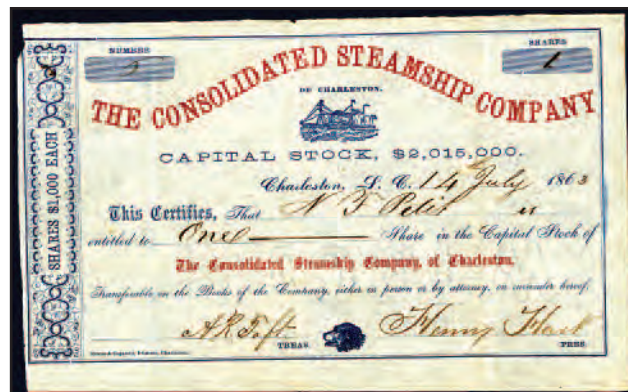 NUMBER
SHARES
1
THE CONSOLIDATED STEAMSHIP COMPANY
OF CHARLESTON.
CAPITAL STOCK, $2,015,000.
Charleston, S. C. 14 July 1863
This Certifies, That N F Petit is
entitled to One Share in the Capital Stock of
The Consolidated Steamship Company, of Charleston,
Transferable on the Books of the Company, either in person or by attorney, on surrender hereof.
A R Taft
TREAS.
Henry Hart
PRES.
SHARES $1,000 EACH